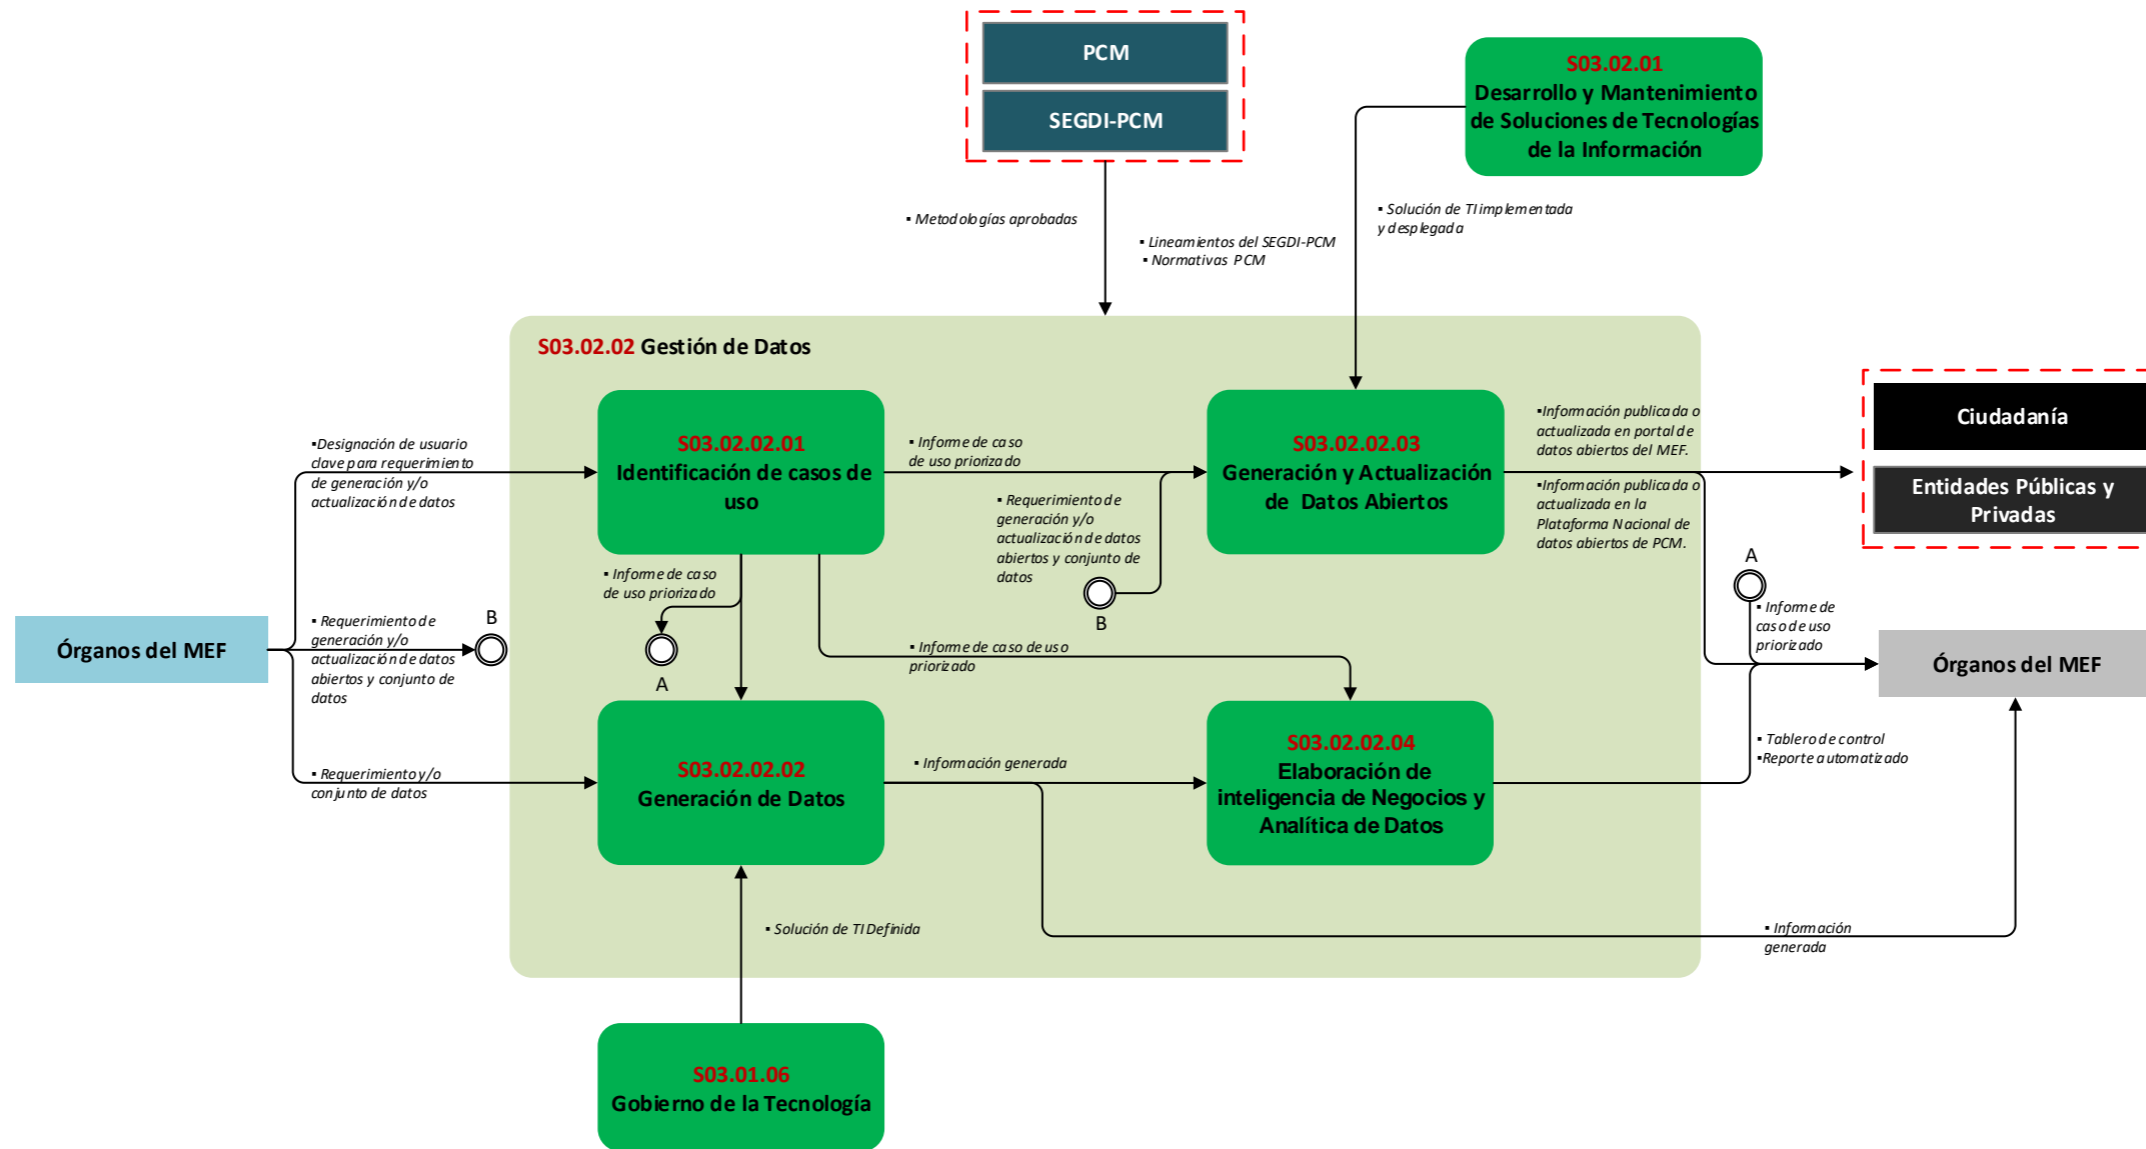 PCM
SEGDI-PCM
S03.02.01
Desarrollo y Mantenimiento
de Soluciones de Tecnologías
de la Información
▪ Metodologías aprobadas
▪ Lineamientos del SEGDI-PCM
▪ Normativas PCM
▪ Solución de TI implementada
y desplegada
S03.02.02 Gestión de Datos
▪Designación de usuario
clave para requerimiento
de generación y/o
actualización de datos
S03.02.02.01
Identificación de casos de
uso
▪ Informe de caso
de uso priorizado
S03.02.02.03
Generación y Actualización
de Datos Abiertos
▪Información publicada o
actualizada en portal de
datos abiertos del MEF.
▪Información publicada o
actualizada en la
Plataforma Nacional de
datos abiertos de PCM.
Ciudadanía
Entidades Públicas y
Privadas
▪ Requerimiento de
generación y/o
actualización de datos
abiertos y conjunto de
datos
B
▪ Informe de caso
de uso priorizado
A
A
▪ Informe de
caso de uso
priorizado
Órganos del MEF
▪ Requerimiento de
generación y/o
actualización de datos
abiertos y conjunto de
datos
B
▪ Informe de caso de uso
priorizado
Órganos del MEF
▪ Requerimiento y/o
conjunto de datos
S03.02.02.02
Generación de Datos
▪ Información generada
S03.02.02.04
Elaboración de
inteligencia de Negocios y
Analítica de Datos
▪ Tablero de control
▪Reporte automatizado
▪ Solución de TI Definida
▪ Información
generada
S03.01.06
Gobierno de la Tecnología